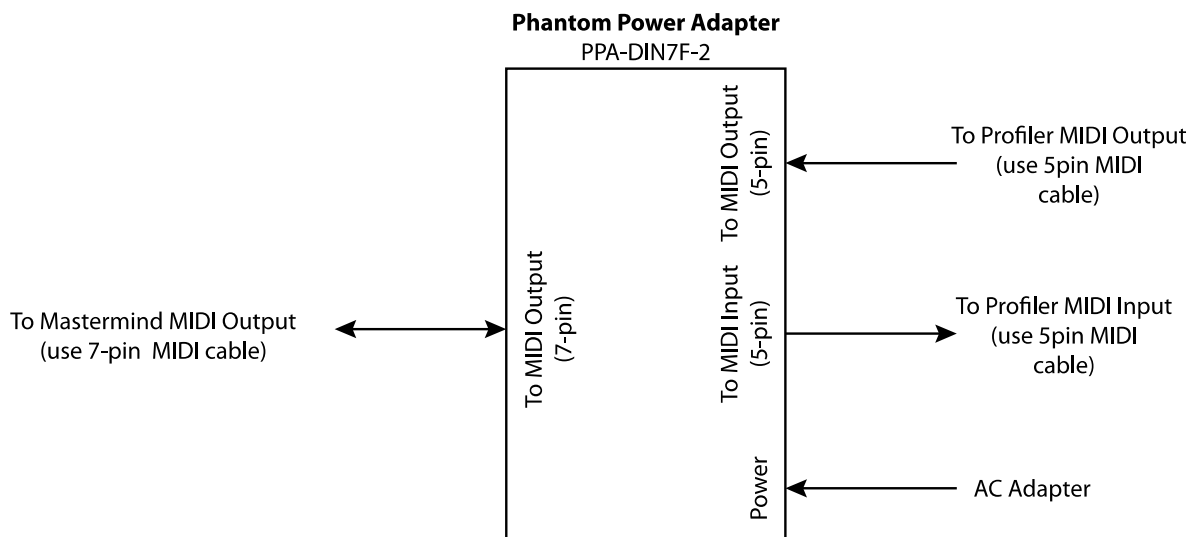 Phantom Power Adapter
PPA-DIN7F-2
To MIDI Output
(5-pin)
To Profiler MIDI Output
(use 5pin MIDI
cable)
To Mastermind MIDI Output
(use 7-pin MIDI cable)
To MIDI Output
(7-pin)
To MIDI Input
(5-pin)
To Profiler MIDI Input
(use 5pin MIDI
cable)
Power
AC Adapter